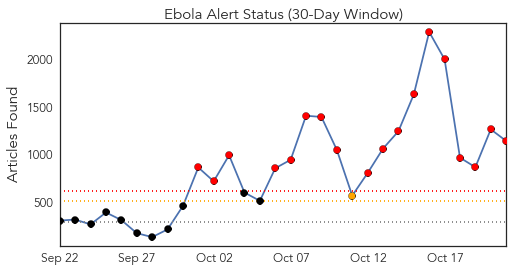 Ebola Alert Status (30-Day Window)
Articles Found
2000
1500
1000
500
Sep 22
Sep 27
Oct 02
Oct 07
Oct 12
Oct 17